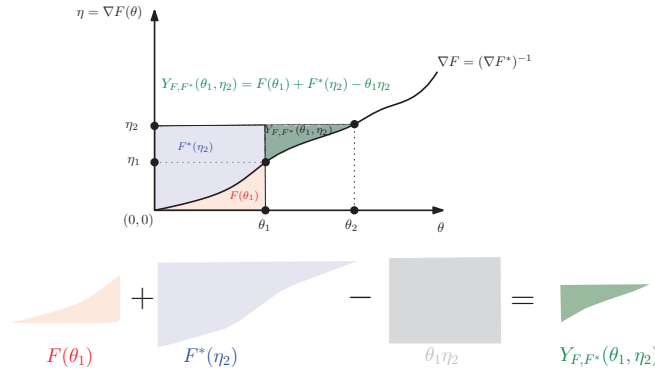 η = ∇F(θ)
∇F = (∇F*)⁻¹
Y_{F,F*}(θ₁, η₂) = F(θ₁) + F*(η₂) − θ₁η₂
η₂
Y_{F,F*}(θ₁, η₂)
F*(η₂)
η₁
F(θ₁)
(0, 0)
θ₁
θ₂
θ
+
−
=
F(θ₁)
F*(η₂)
θ₁η₂
Y_{F,F*}(θ₁, η₂)